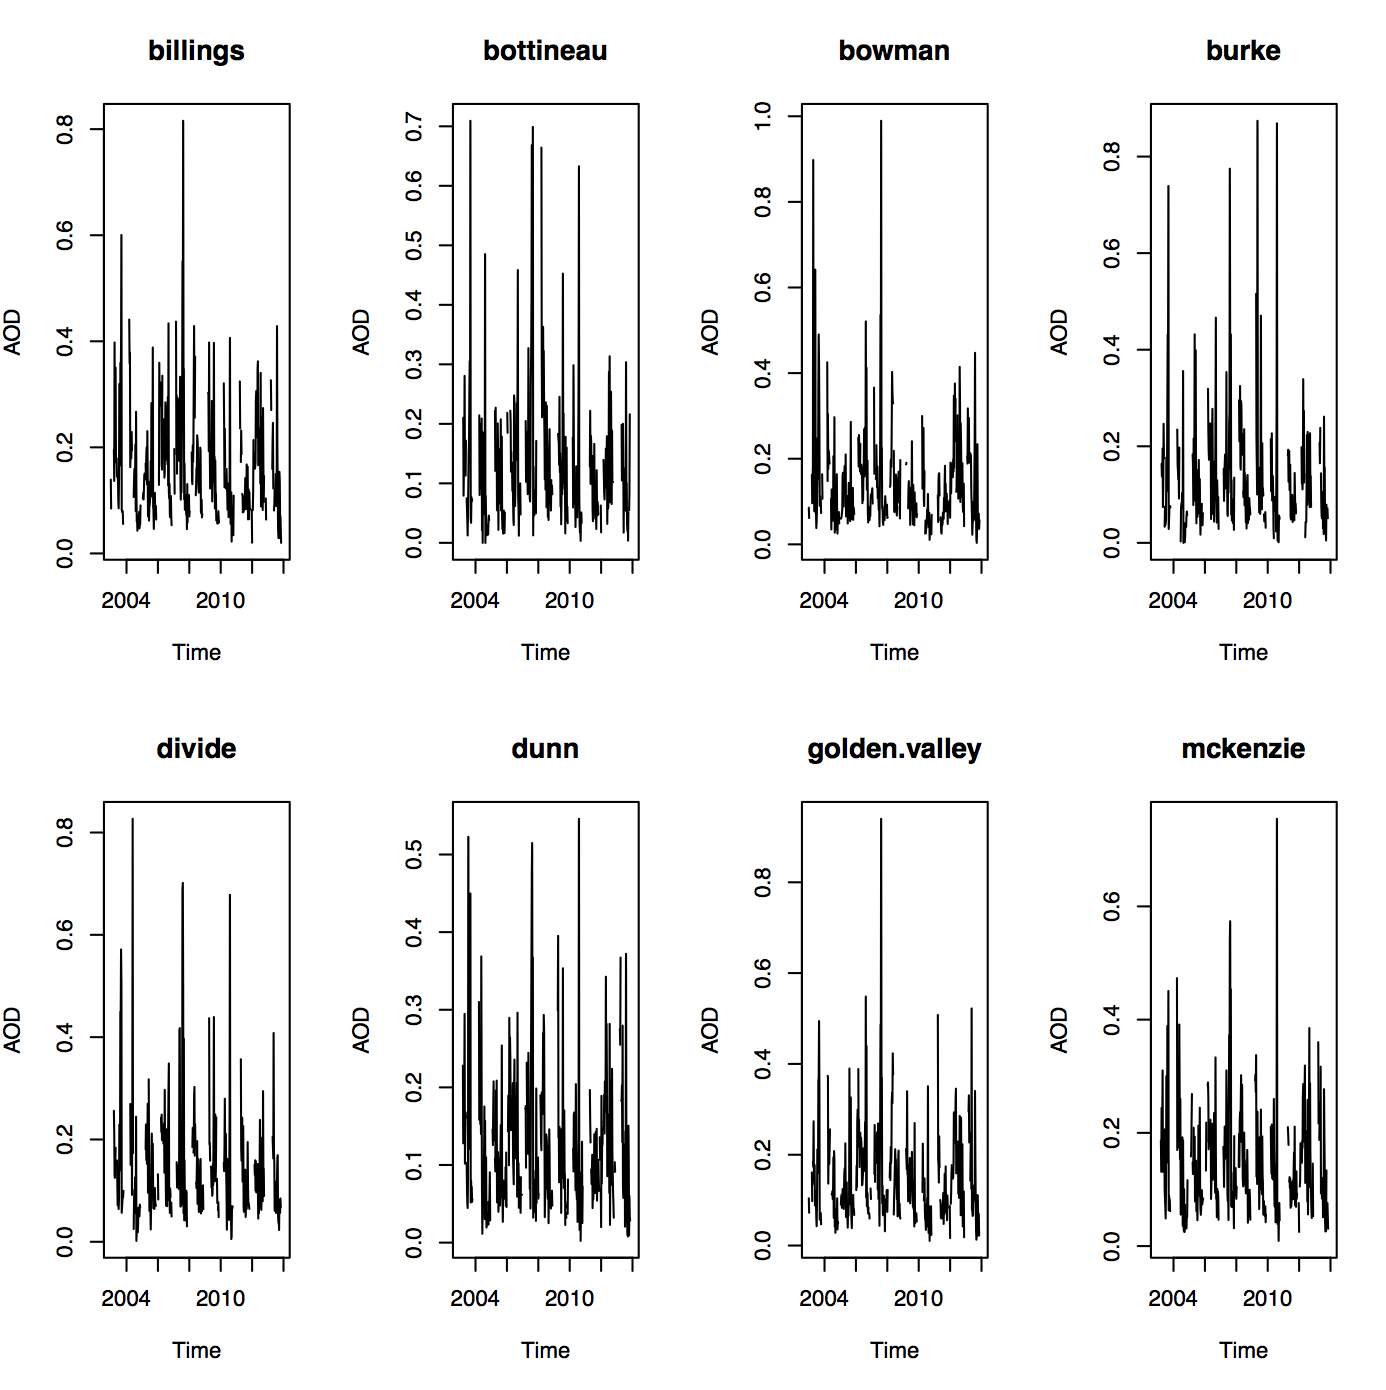 billings
bottineau
bowman
burke
AOD
0.0 0.2 0.4 0.6 0.8
AOD
0.0 0.1 0.2 0.3 0.4 0.5 0.6 0.7
AOD
0.0 0.2 0.4 0.6 0.8 1.0
AOD
0.0 0.2 0.4 0.6 0.8
2004 2010
2004 2010
2004 2010
2004 2010
Time
Time
Time
Time
divide
dunn
golden.valley
mckenzie
AOD
0.0 0.2 0.4 0.6 0.8
AOD
0.0 0.1 0.2 0.3 0.4 0.5
AOD
0.0 0.2 0.4 0.6 0.8
AOD
0.0 0.2 0.4 0.6
2004 2010
2004 2010
2004 2010
2004 2010
Time
Time
Time
Time